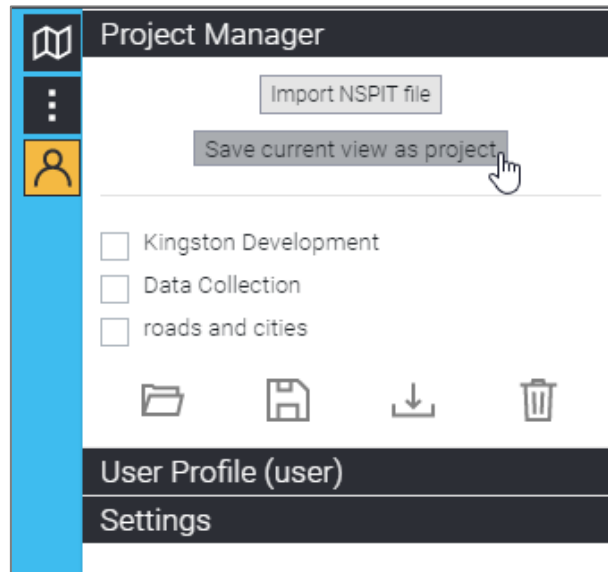 Project Manager
Import NSPIT file
Save current view as project
Kingston Development
Data Collection
roads and cities
User Profile (user)
Settings